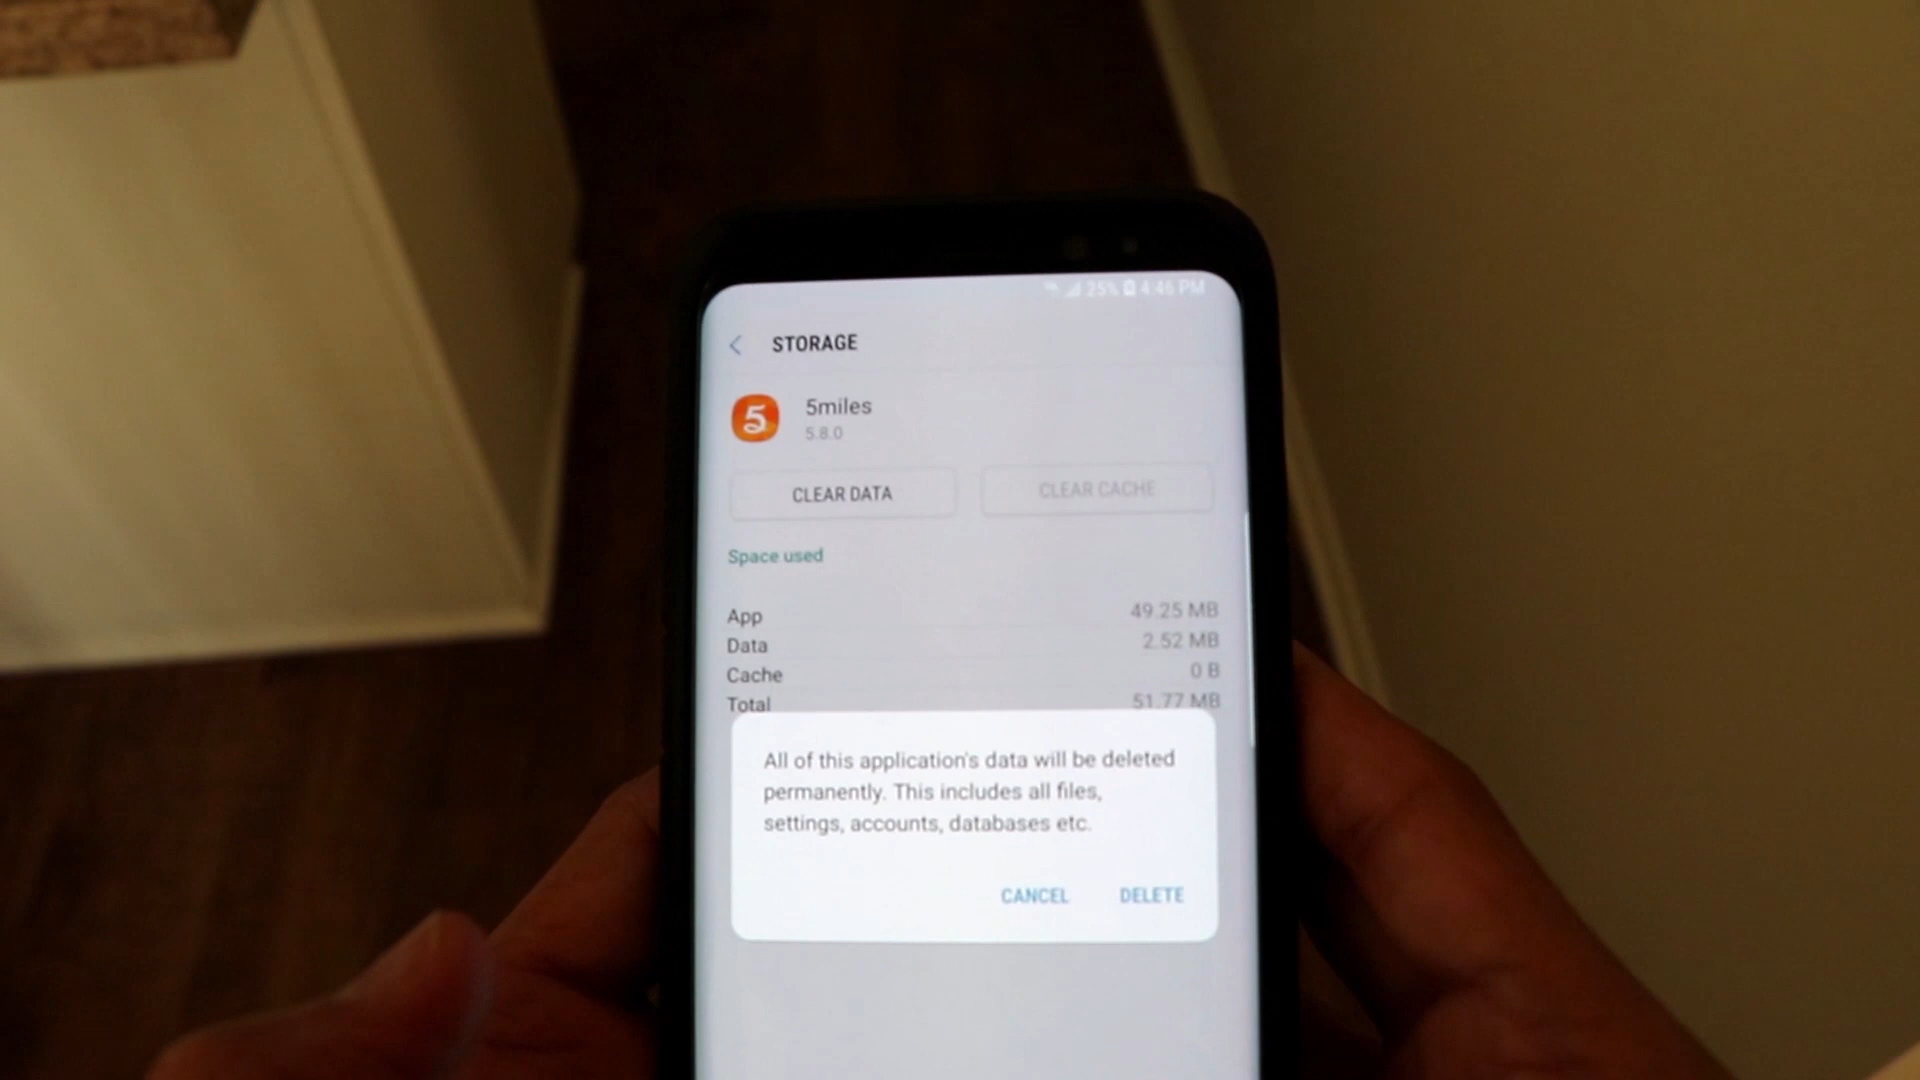 25% 4:46 PM
STORAGE
5
5miles
5.8.0
CLEAR DATA
CLEAR CACHE
Space used
App 49.25 MB
Data 2.52 MB
Cache 0 B
Total 51.77 MB
All of this application's data will be deleted
permanently. This includes all files,
settings, accounts, databases etc.
CANCEL DELETE